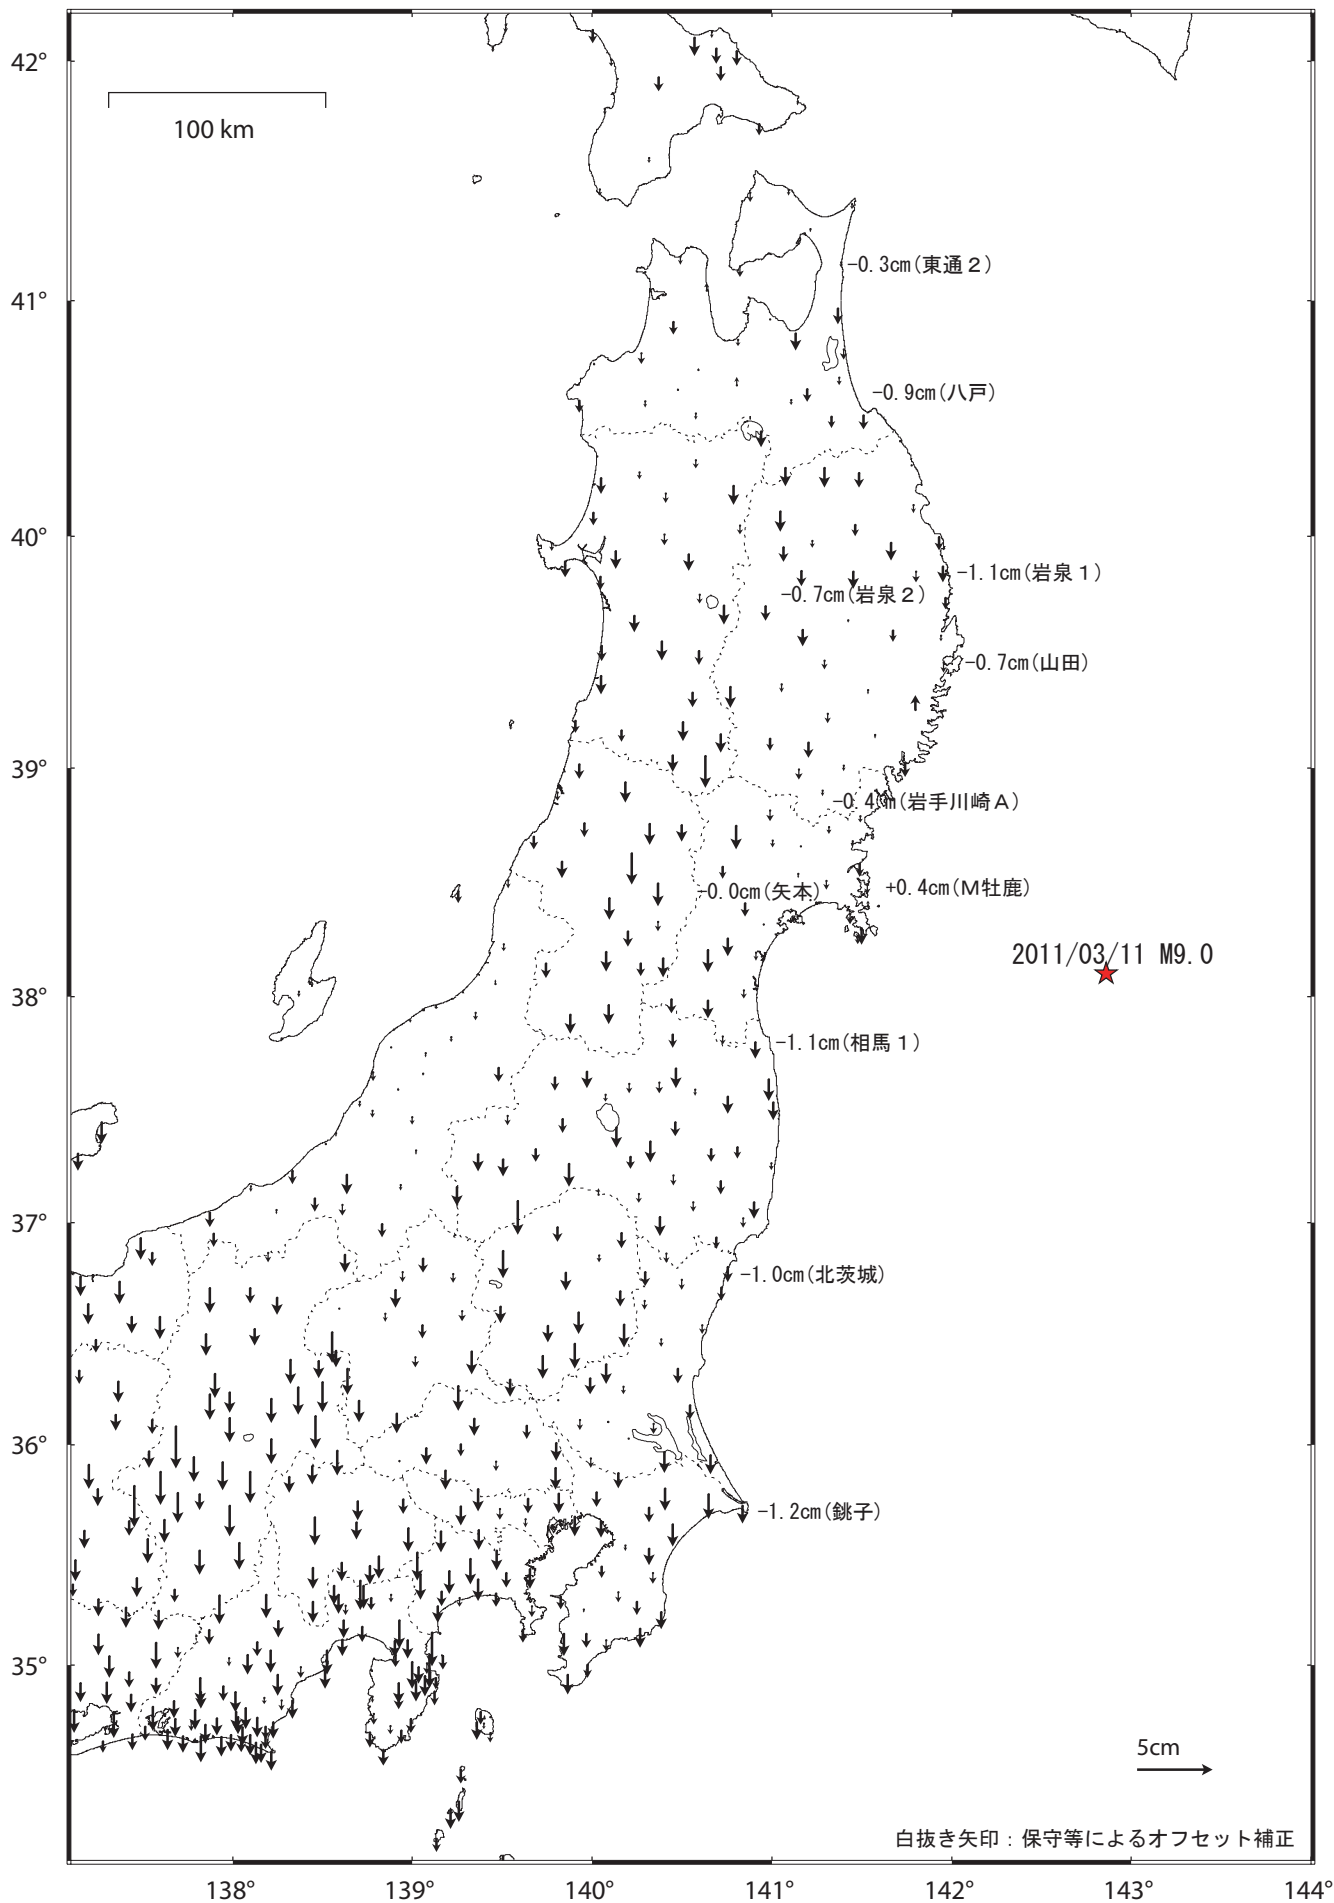 42°
100 km
-0.3cm(東通２)
41°
-0.9cm(八戸)
40°
-1.1cm(岩泉１)
-0.7cm(岩泉２)
-0.7cm(山田)
39°
-0.4cm(岩手川崎Ａ)
-0.0cm(矢本)
+0.4cm(Ｍ牡鹿)
2011/03/11 M9.0
38°
-1.1cm(相馬１)
37°
-1.0cm(北茨城)
36°
-1.2cm(銚子)
35°
5cm
白抜き矢印：保守等によるオフセット補正
138° 139° 140° 141° 142° 143° 144°